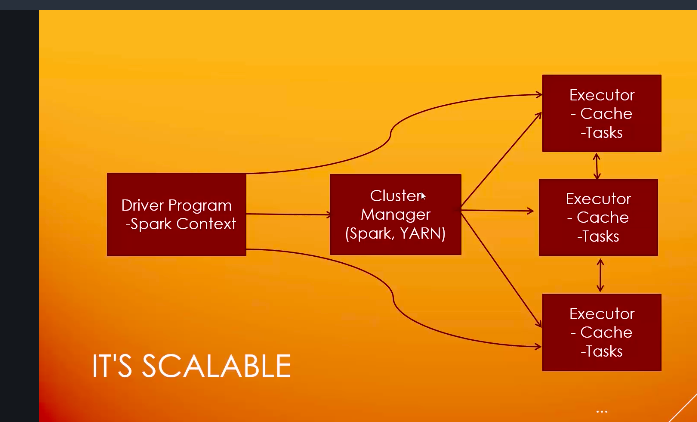 Driver Program
-Spark Context
Cluster
Manager
(Spark, YARN)
Executor
- Cache
-Tasks
Executor
- Cache
-Tasks
Executor
- Cache
-Tasks
IT'S SCALABLE
...